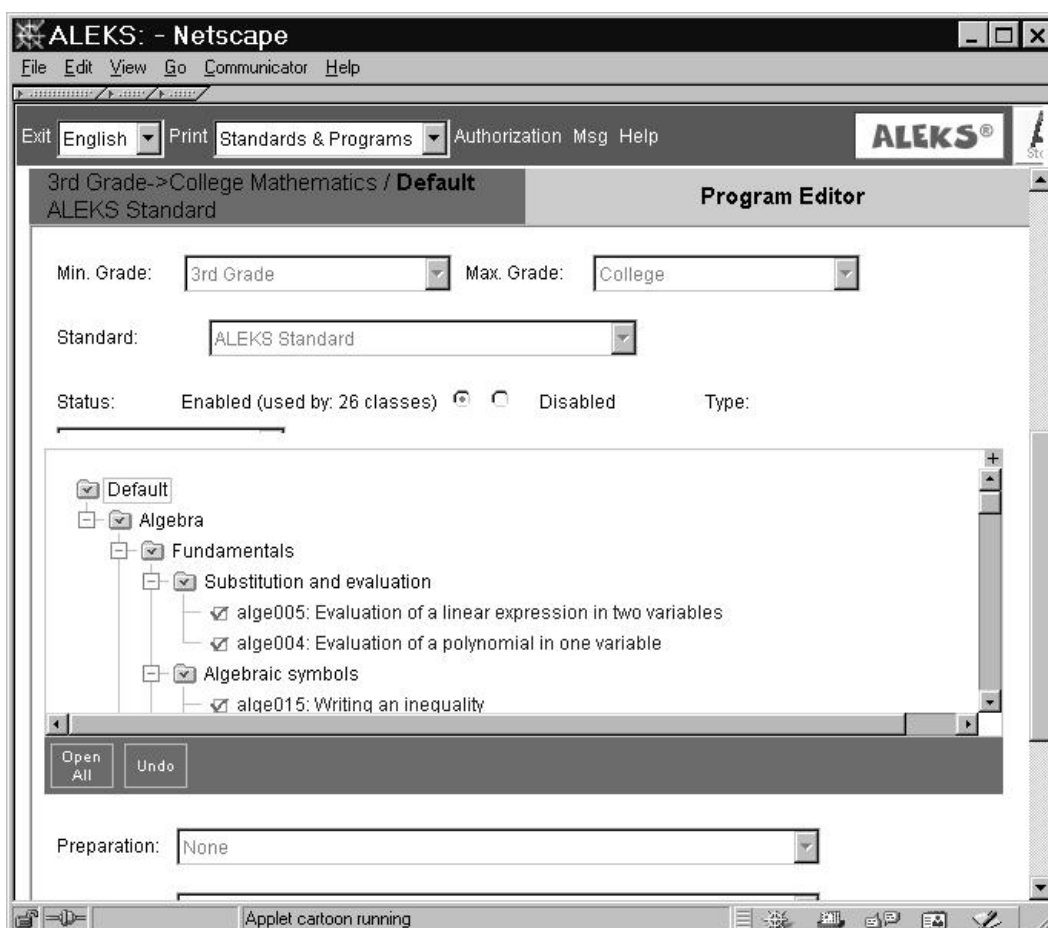 ALEKS: - Netscape
File Edit View Go Communicator Help
Exit English Print Standards & Programs Authorization Msg Help ALEKS®
3rd Grade->College Mathematics / Default
ALEKS Standard
Program Editor
Min. Grade: 3rd Grade Max. Grade: College
Standard: ALEKS Standard
Status: Enabled (used by: 26 classes) Disabled Type:
Default
Algebra
Fundamentals
Substitution and evaluation
alge005: Evaluation of a linear expression in two variables
alge004: Evaluation of a polynomial in one variable
Algebraic symbols
alge015: Writing an inequality
Open All Undo
Preparation: None
Applet cartoon running